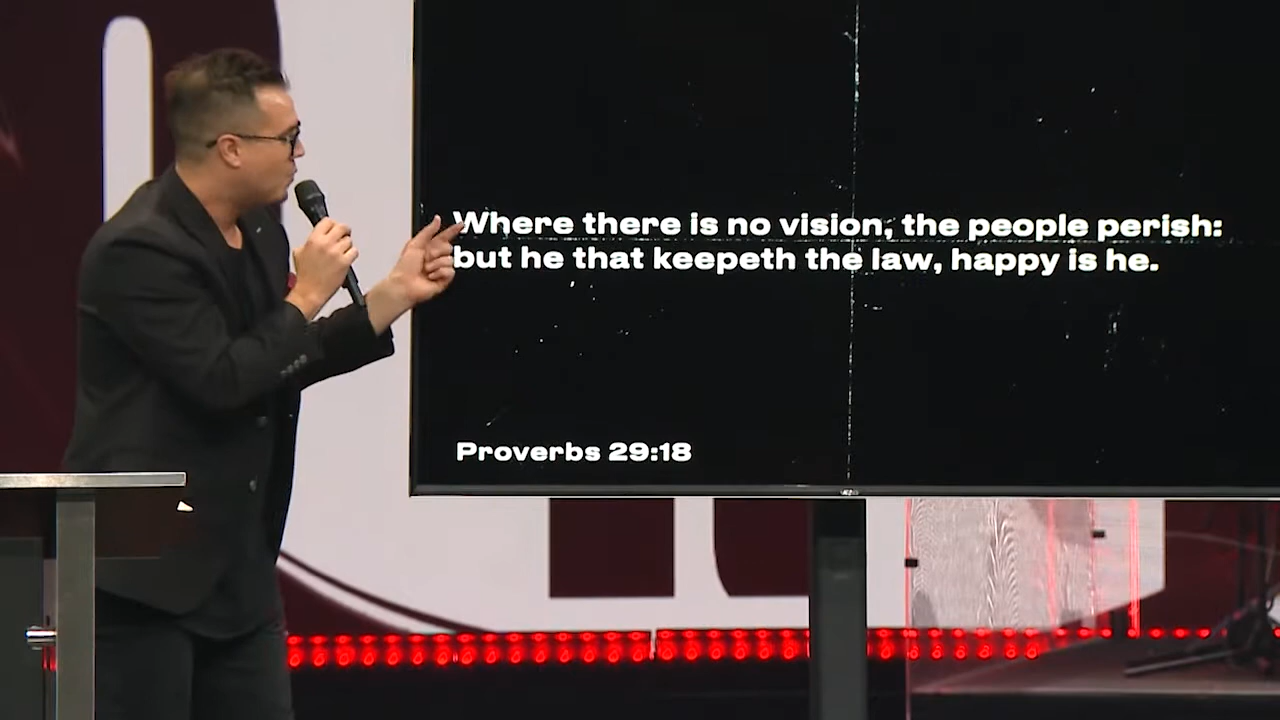 Where there is no vision, the people perish:
but he that keepeth the law, happy is he.
Proverbs 29:18